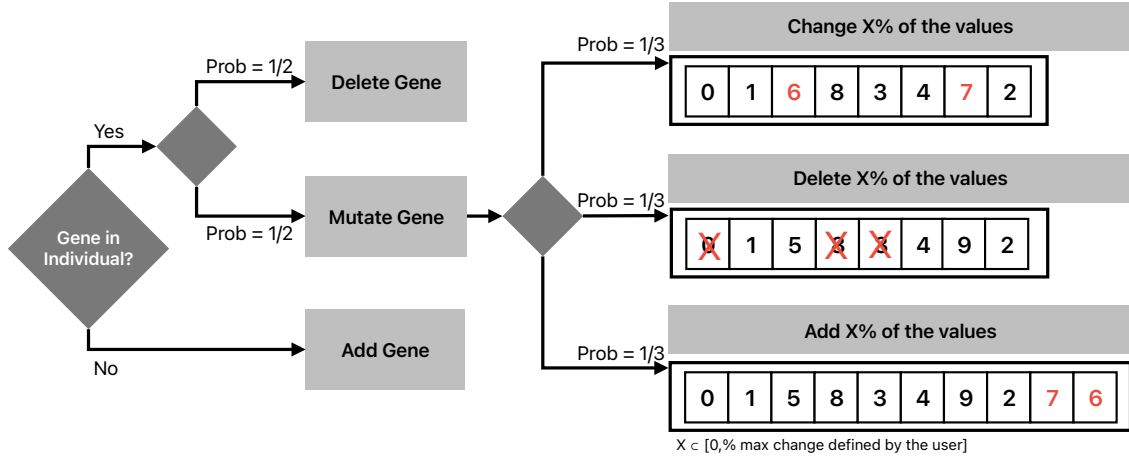 Prob = 1/3
Change X% of the values
0 1 6 8 3 4 7 2
Prob = 1/2
Delete Gene
Yes
Gene in
Individual?
Prob = 1/2
Mutate Gene
Prob = 1/3
Delete X% of the values
0 1 5 8 3 4 9 2
No
Add Gene
Prob = 1/3
Add X% of the values
0 1 5 8 3 4 9 2 7 6
X ⊂ [0,% max change defined by the user]